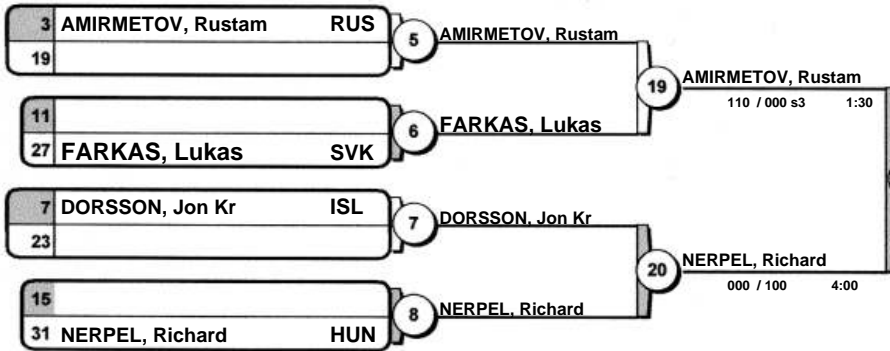 3 AMIRMETOV, Rustam RUS
19
5 AMIRMETOV, Rustam
11
27 FARKAS, Lukas SVK
6 FARKAS, Lukas
19 AMIRMETOV, Rustam
110 / 000 s3 1:30
7 DORSSON, Jon Kr ISL
23
7 DORSSON, Jon Kr
15
31 NERPEL, Richard HUN
8 NERPEL, Richard
20 NERPEL, Richard
000 / 100 4:00